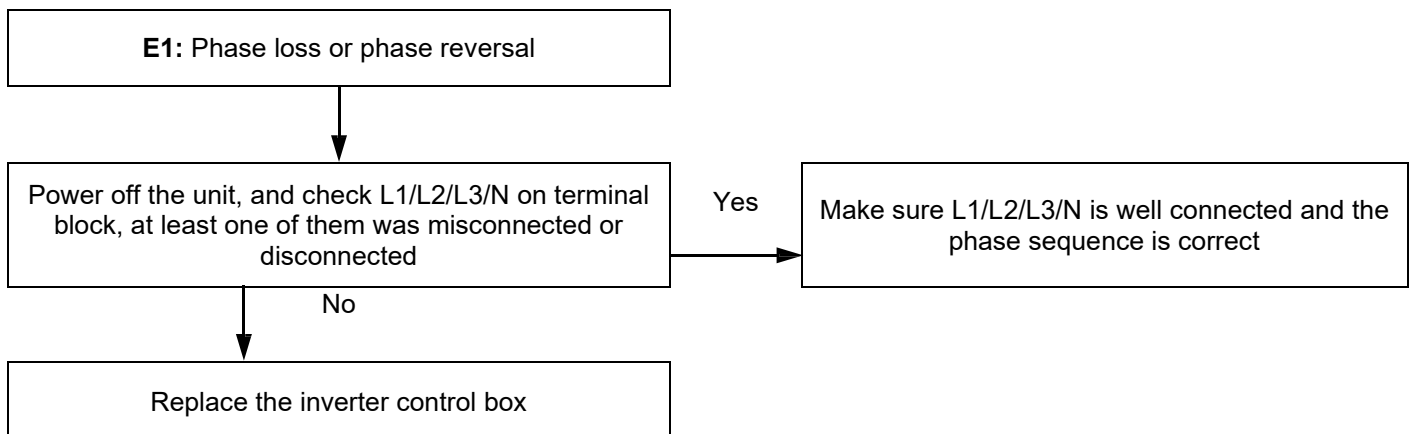 E1: Phase loss or phase reversal
Power off the unit, and check L1/L2/L3/N on terminal
block, at least one of them was misconnected or
disconnected
Yes
Make sure L1/L2/L3/N is well connected and the
phase sequence is correct
No
Replace the inverter control box